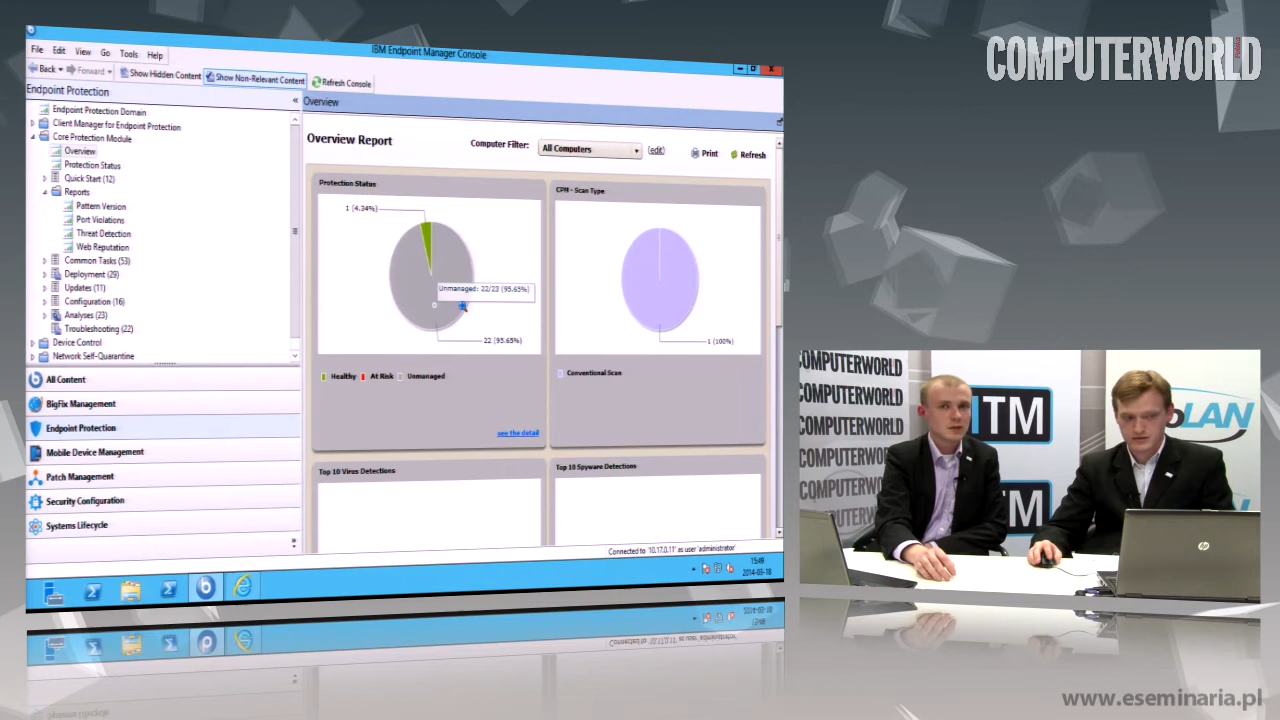 COMPUTERWORLD
IBM Endpoint Manager Console
File Edit View Go Tools Help
Back Forward Show Hidden Content Show Non-Relevant Content Refresh Console
Endpoint Protection «
Overview
Endpoint Protection Domain
Client Manager for Endpoint Protection
Core Protection Module
Overview
Protection Status
Quick Start (12)
Reports
Pattern Version
Port Violations
Threat Detection
Web Reputation
Common Tasks (53)
Deployment (29)
Updates (11)
Configuration (16)
Analyses (23)
Troubleshooting (22)
Device Control
Network Self-Quarantine
All Content
BigFix Management
Endpoint Protection
Mobile Device Management
Patch Management
Security Configuration
Systems Lifecycle
»
Overview Report
Computer Filter: All Computers (edit) Print Refresh
Protection Status
1 (4.34%)
Unmanaged: 22/23 (95.65%)
0
22 (95.65%)
Healthy At Risk Unmanaged
see the detail
CPM - Scan Type
1 (100%)
Conventional Scan
Top 10 Virus Detections
Top 10 Spyware Detections
Connected to '10.17.0.11' as user 'administrator'
15:49
2014-03-18
COMPUTERWORLD
COMPUTERWORLD
COMPUTERWORLD
COMPUTERWORLD
ITM
LAN
hp
www.eseminaria.pl